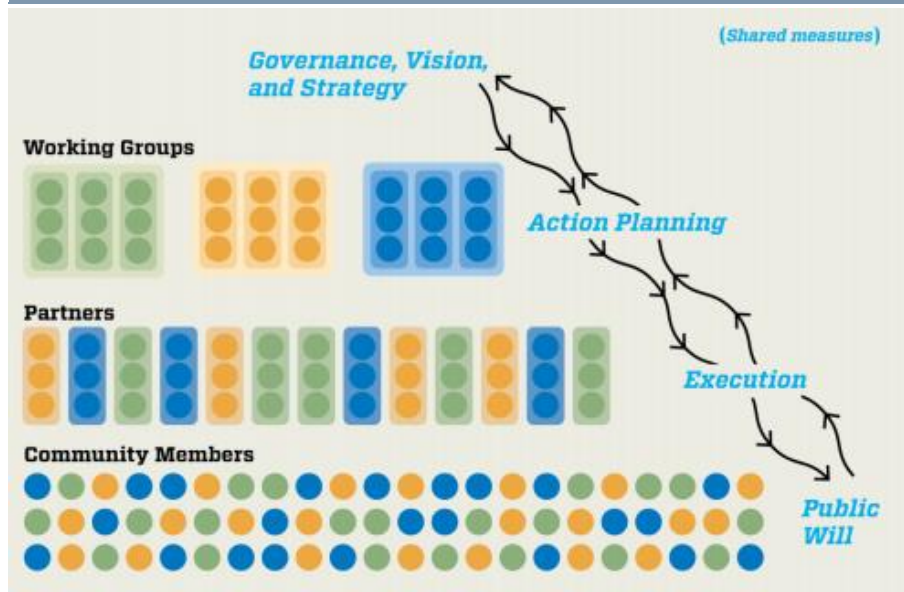 (Shared measures)
Governance, Vision,
and Strategy
Working Groups
Action Planning
Partners
Execution
Community Members
Public
Will